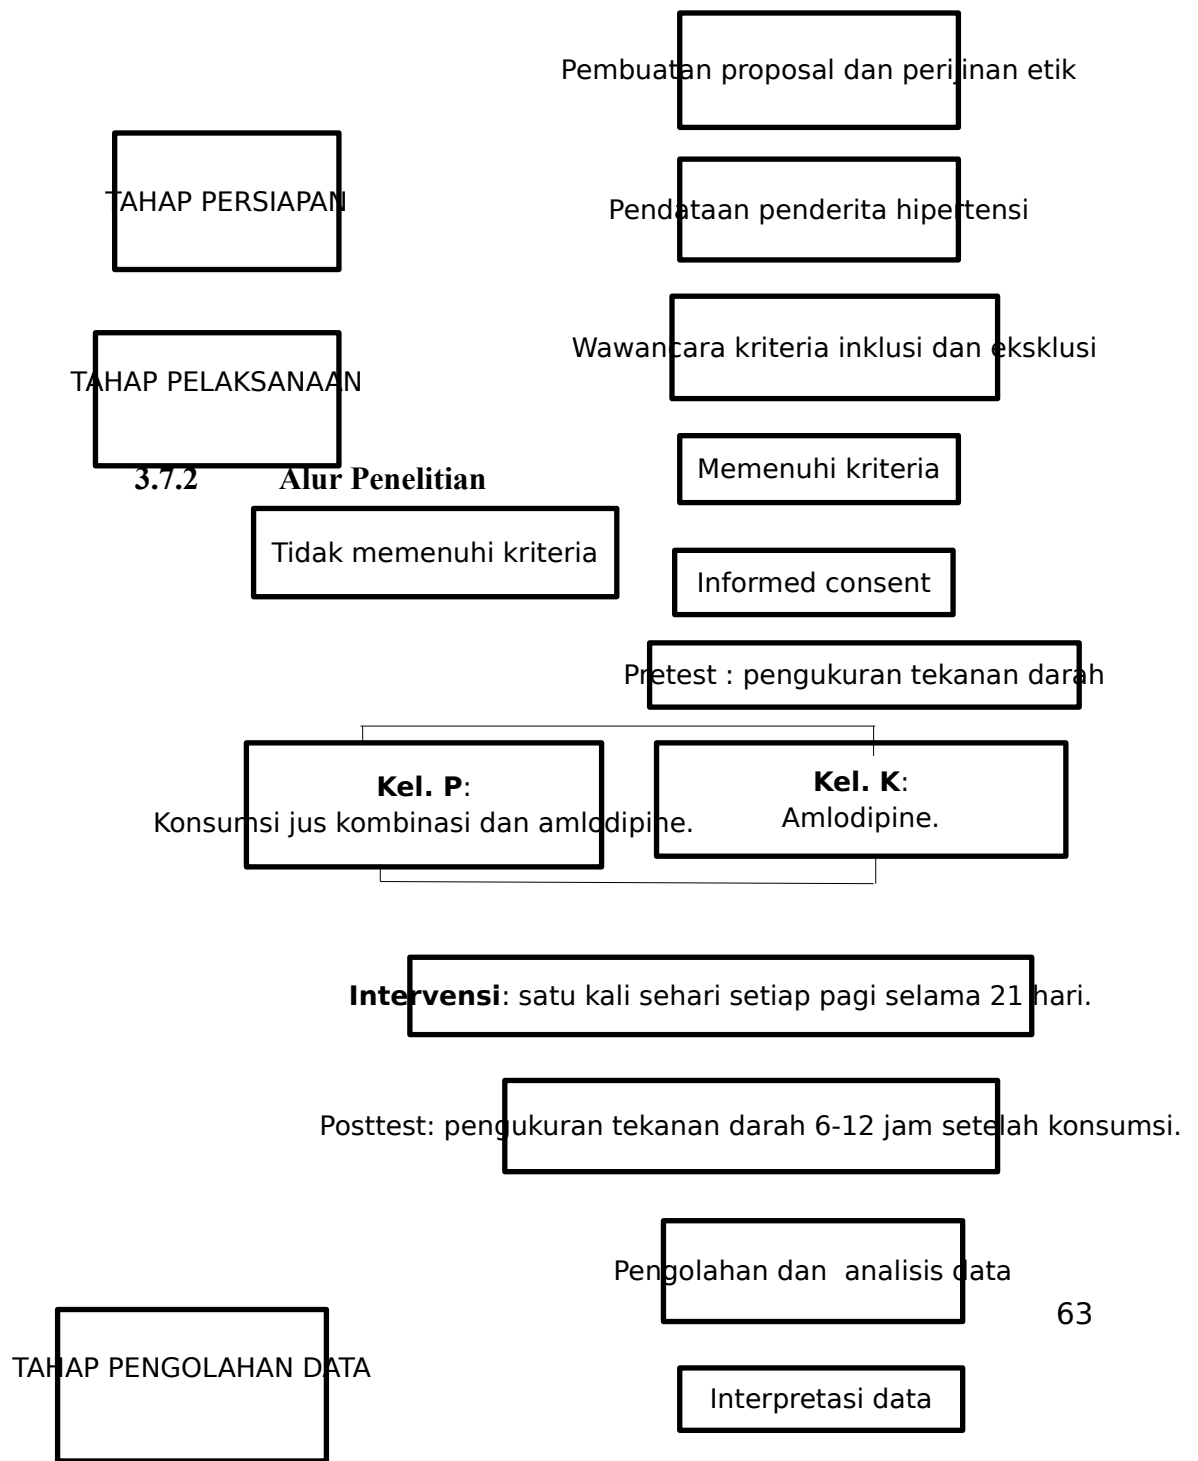 Pembuatan proposal dan perijinan etik
TAHAP PERSIAPAN
Pendataan penderita hipertensi
Wawancara kriteria inklusi dan eksklusi
TAHAP PELAKSANAAN
Memenuhi kriteria
3.7.2 Alur Penelitian
Tidak memenuhi kriteria
Informed consent
Pretest : pengukuran tekanan darah
Kel. P:
Konsumsi jus kombinasi dan amlodipine.
Kel. K:
Amlodipine.
Intervensi: satu kali sehari setiap pagi selama 21 hari.
Posttest: pengukuran tekanan darah 6-12 jam setelah konsumsi.
Pengolahan dan analisis data
63
TAHAP PENGOLAHAN DATA
Interpretasi data